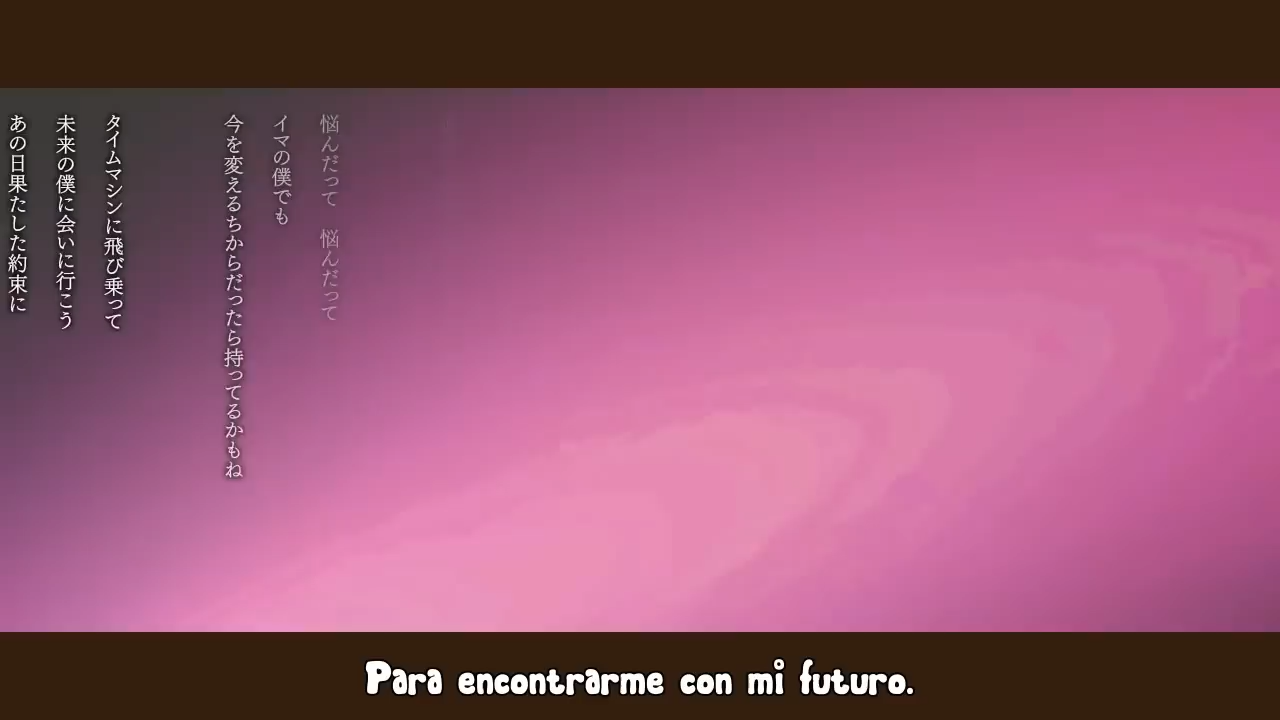 悩んだって　悩んだって
イマの僕でも
今を変えるちからだったら持ってるかもね
タイムマシンに飛び乗って
未来の僕に会いに行こう
あの日果たした約束に
Para encontrarme con mi futuro.